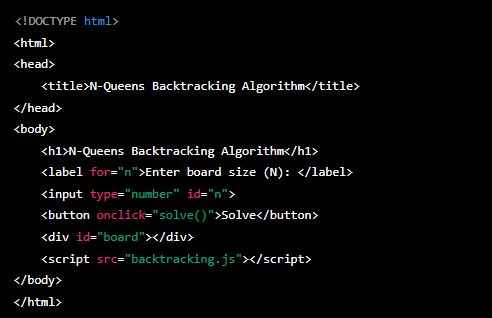 <!DOCTYPE html>
<html>
<head>
    <title>N-Queens Backtracking Algorithm</title>
</head>
<body>
    <h1>N-Queens Backtracking Algorithm</h1>
    <label for="n">Enter board size (N): </label>
    <input type="number" id="n">
    <button onclick="solve()">Solve</button>
    <div id="board"></div>
    <script src="backtracking.js"></script>
</body>
</html>